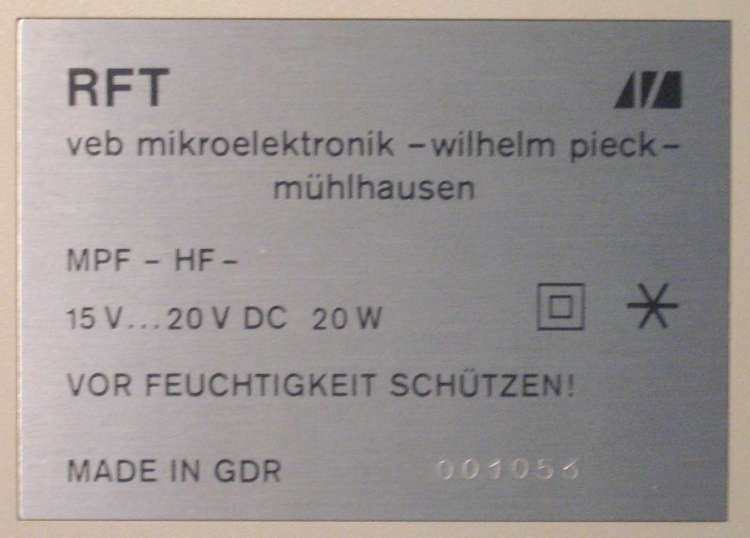 RFT
veb mikroelektronik – wilhelm pieck –
mühlhausen
MPF – HF –
15 V... 20 V DC 20 W
VOR FEUCHTIGKEIT SCHÜTZEN!
MADE IN GDR